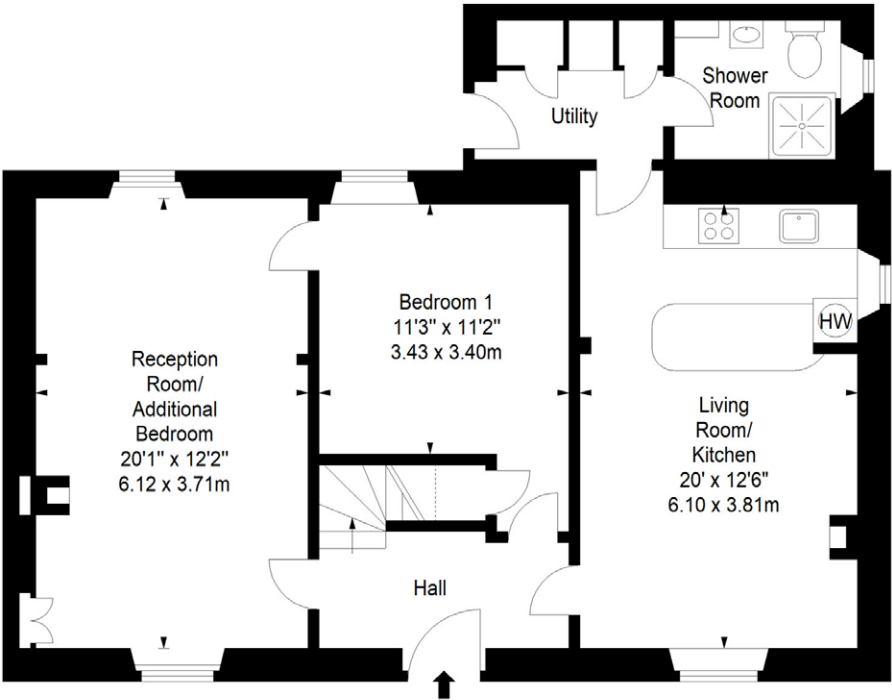 Shower
Room
Utility
Bedroom 1
11'3" x 11'2"
3.43 x 3.40m
HW
Reception
Room/
Additional
Bedroom
20'1" x 12'2"
6.12 x 3.71m
Living
Room/
Kitchen
20' x 12'6"
6.10 x 3.81m
Hall